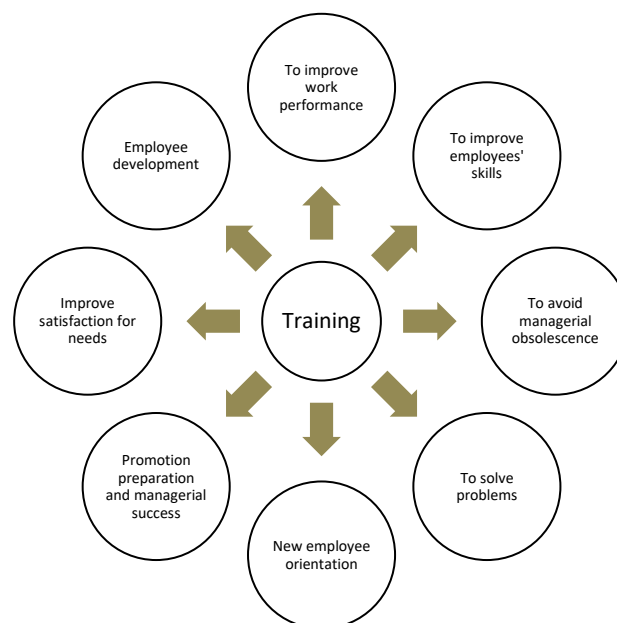 To improve
work
performance
To improve
employees'
skills
To avoid
managerial
obsolescence
To solve
problems
New employee
orientation
Promotion
preparation
and managerial
success
Improve
satisfaction for
needs
Employee
development
Training